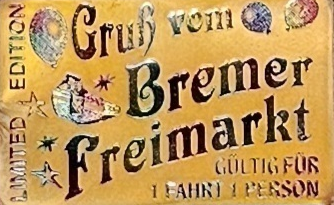 LIMITED EDITION
Gruß vom
Bremer
Freimarkt
GÜLTIG FÜR
1 FAHRT 1 PERSON